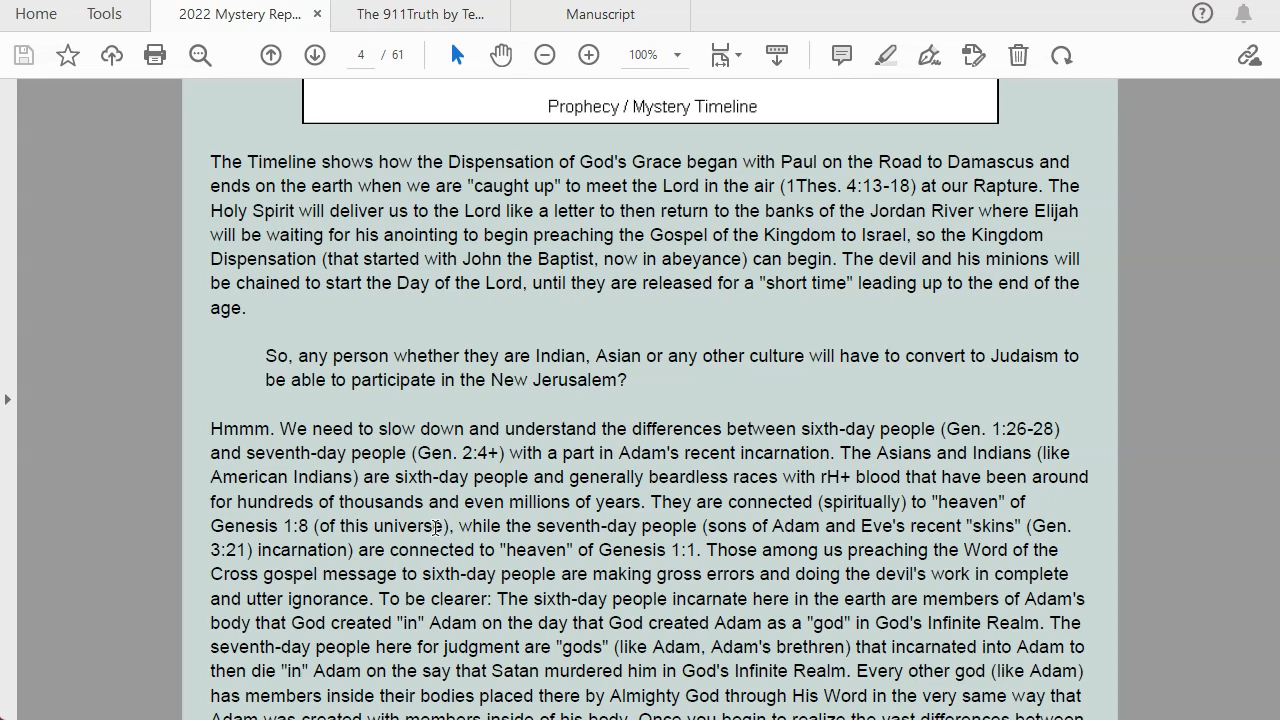 Home Tools 2022 Mystery Rep... × The 911Truth by Te... Manuscript
4 / 61 100%
Prophecy / Mystery Timeline
The Timeline shows how the Dispensation of God's Grace began with Paul on the Road to Damascus and
ends on the earth when we are "caught up" to meet the Lord in the air (1Thes. 4:13-18) at our Rapture. The
Holy Spirit will deliver us to the Lord like a letter to then return to the banks of the Jordan River where Elijah
will be waiting for his anointing to begin preaching the Gospel of the Kingdom to Israel, so the Kingdom
Dispensation (that started with John the Baptist, now in abeyance) can begin. The devil and his minions will
be chained to start the Day of the Lord, until they are released for a "short time" leading up to the end of the
age.
So, any person whether they are Indian, Asian or any other culture will have to convert to Judaism to
be able to participate in the New Jerusalem?
Hmmm. We need to slow down and understand the differences between sixth-day people (Gen. 1:26-28)
and seventh-day people (Gen. 2:4+) with a part in Adam's recent incarnation. The Asians and Indians (like
American Indians) are sixth-day people and generally beardless races with rH+ blood that have been around
for hundreds of thousands and even millions of years. They are connected (spiritually) to "heaven" of
Genesis 1:8 (of this universe), while the seventh-day people (sons of Adam and Eve's recent "skins" (Gen.
3:21) incarnation) are connected to "heaven" of Genesis 1:1. Those among us preaching the Word of the
Cross gospel message to sixth-day people are making gross errors and doing the devil's work in complete
and utter ignorance. To be clearer: The sixth-day people incarnate here in the earth are members of Adam's
body that God created "in" Adam on the day that God created Adam as a "god" in God's Infinite Realm. The
seventh-day people here for judgment are "gods" (like Adam, Adam's brethren) that incarnated into Adam to
then die "in" Adam on the say that Satan murdered him in God's Infinite Realm. Every other god (like Adam)
has members inside their bodies placed there by Almighty God through His Word in the very same way that
Adam was created with members inside of his body. Once you begin to realize the vast differences between